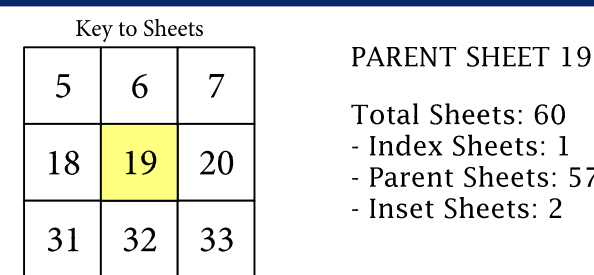 Key to Sheets
5 6 7
18 19 20
31 32 33
PARENT SHEET 19
Total Sheets: 60
- Index Sheets: 1
- Parent Sheets: 57
- Inset Sheets: 2